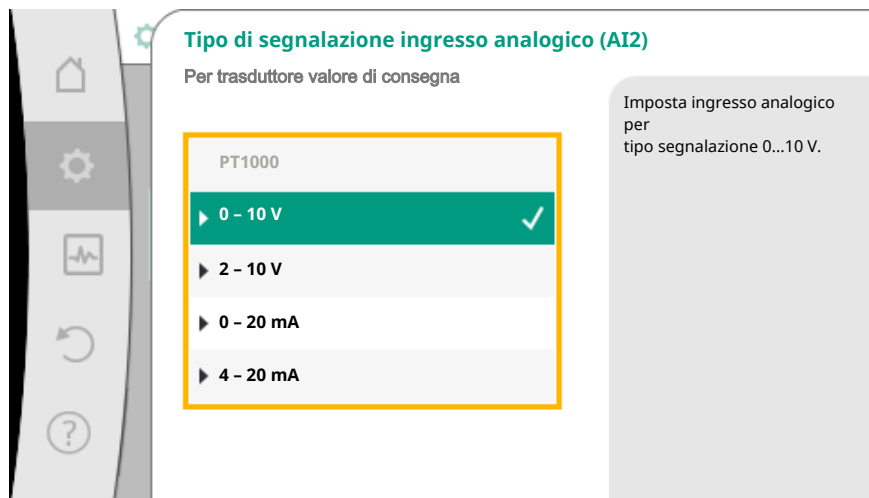 Tipo di segnalazione ingresso analogico (AI2)
Per trasduttore valore di consegna
PT1000
0 – 10 V
2 – 10 V
0 – 20 mA
4 – 20 mA
Imposta ingresso analogico
per
tipo segnalazione 0...10 V.
?